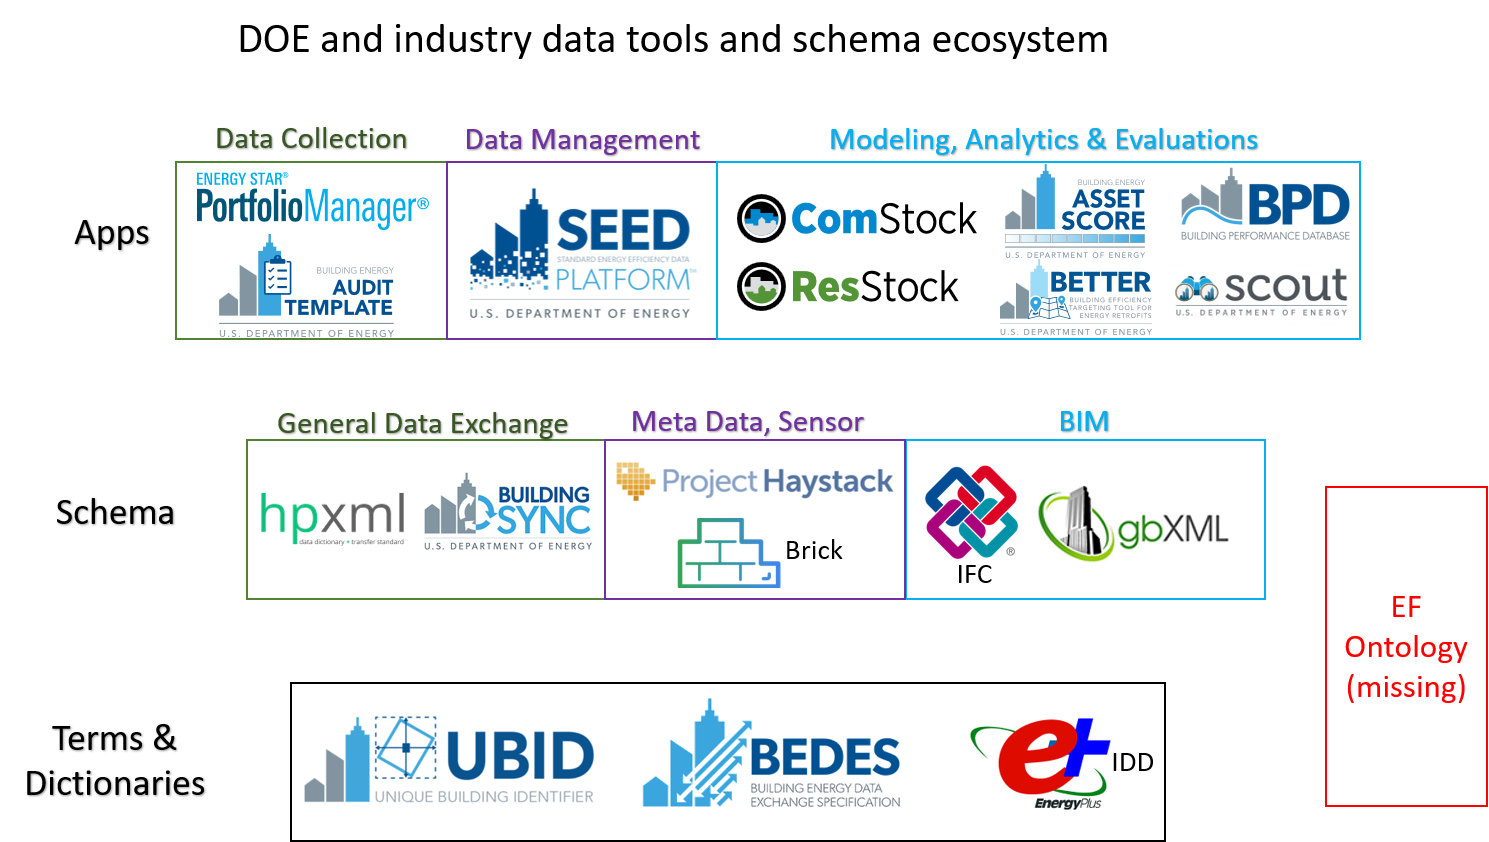 DOE and industry data tools and schema ecosystem
Data Collection
Data Management
Modeling, Analytics & Evaluations
Apps
ENERGY STAR®
PortfolioManager®
BUILDING ENERGY
AUDIT
TEMPLATE
U.S. DEPARTMENT OF ENERGY
SEED
STANDARD ENERGY EFFICIENCY DATA
PLATFORM™
U.S. DEPARTMENT OF ENERGY
ComStock
ResStock
BUILDING ENERGY
ASSET
SCORE
U.S. DEPARTMENT OF ENERGY
BETTER
BUILDING EFFICIENCY
TARGETING TOOL FOR
ENERGY RETROFITS
U.S. DEPARTMENT OF ENERGY
BPD
BUILDING PERFORMANCE DATABASE
scout
U.S. DEPARTMENT OF ENERGY
General Data Exchange
Meta Data, Sensor
BIM
Schema
hpxml
data dictionary + transfer standard
BUILDING
SYNC
U.S. DEPARTMENT OF ENERGY
Project Haystack
Brick
®
IFC
gbXML
EF
Ontology
(missing)
Terms &
Dictionaries
UBID
UNIQUE BUILDING IDENTIFIER
BEDES
BUILDING ENERGY DATA
EXCHANGE SPECIFICATION
e+
EnergyPlus
IDD